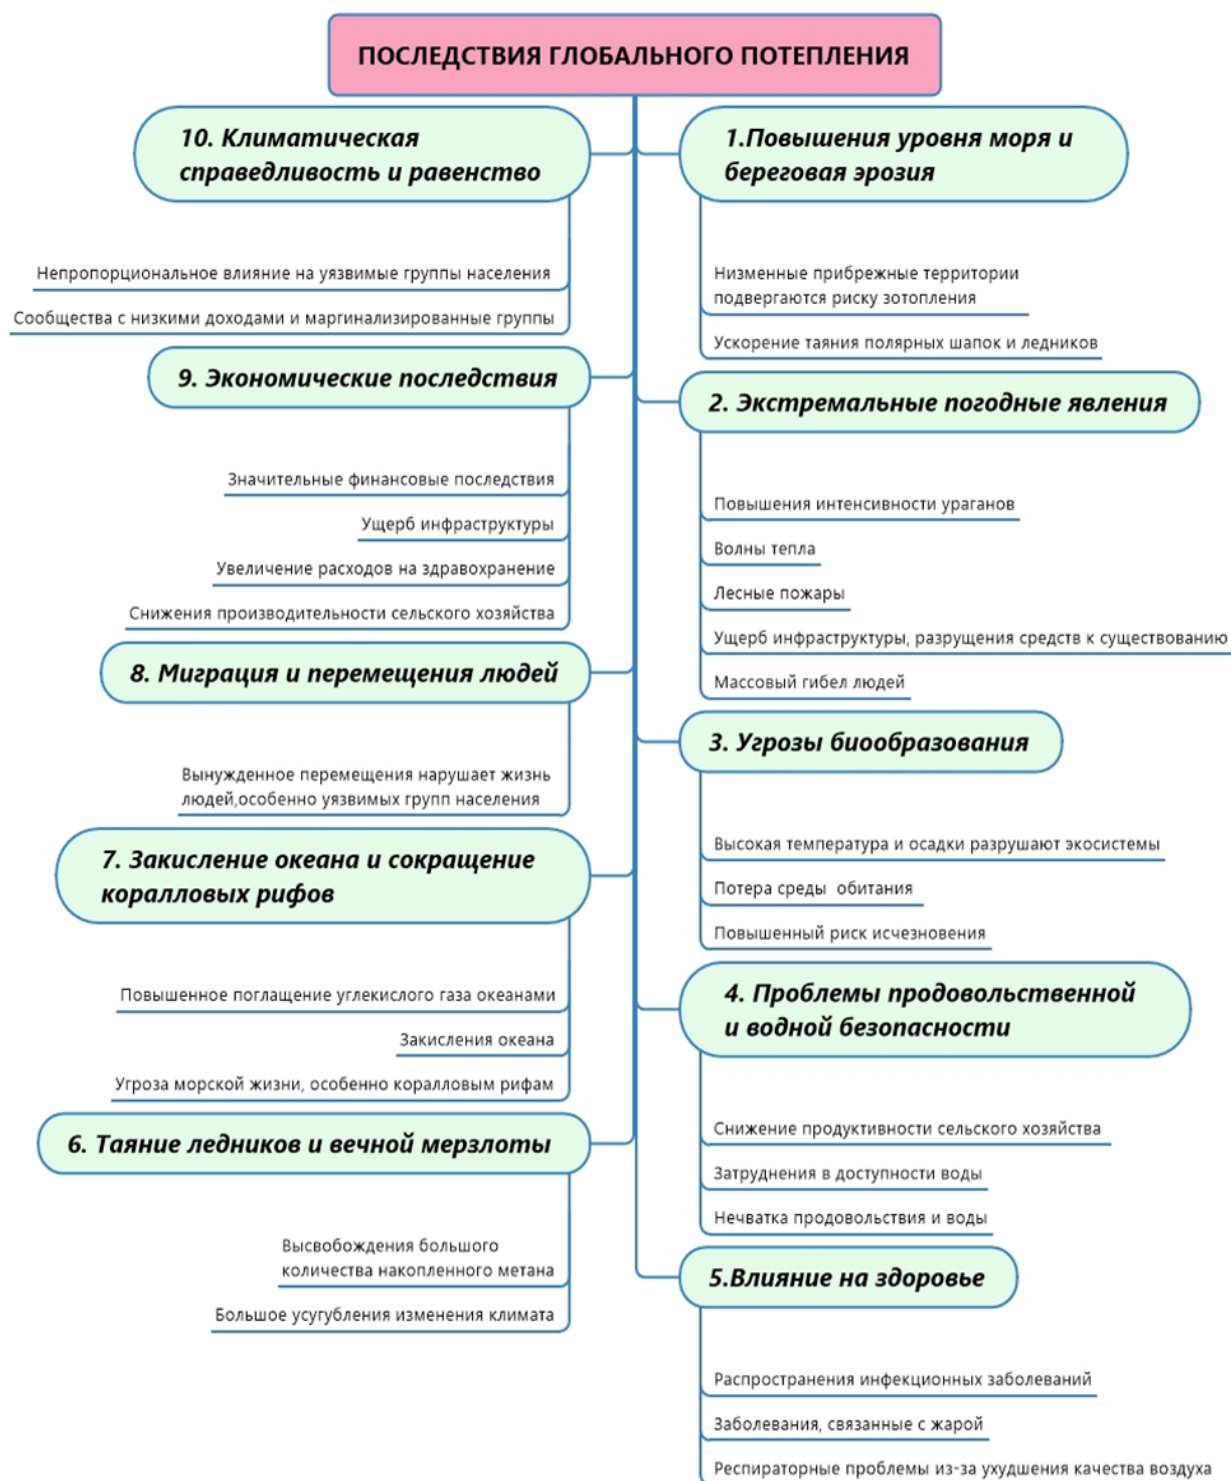 ПОСЛЕДСТВИЯ ГЛОБАЛЬНОГО ПОТЕПЛЕНИЯ
1.Повышения уровня моря и
береговая эрозия
Низменные прибрежные территории
подвергаются риску зотопления
Ускорение таяния полярных шапок и ледников
2. Экстремальные погодные явления
Повышения интенсивности ураганов
Волны тепла
Лесные пожары
Ущерб инфраструктуры, разрущения средств к существованию
Массовый гибел людей
3. Угрозы биообразования
Высокая температура и осадки разрушают экосистемы
Потера среды обитания
Повышенный риск исчезновения
4. Проблемы продовольственной
и водной безопасности
Снижение продуктивности сельского хозяйства
Затруднения в доступности воды
Нечватка продовольствия и воды
5.Влияние на здоровье
Распространения инфекционных заболеваний
Заболевания, связанные с жарой
Респираторные проблемы из-за ухудшения качества воздуха
6. Таяние ледников и вечной мерзлоты
Высвобождения большого
количества накопленного метана
Большое усугубления изменения климата
7. Закисление океана и сокращение
коралловых рифов
Повышенное поглащение углекислого газа океанами
Закисления океана
Угроза морской жизни, особенно коралловым рифам
8. Миграция и перемещения людей
Вынужденное перемещения нарушает жизнь
людей,особенно уязвимых групп населения
9. Экономические последствия
Значительные финансовые последствия
Ущерб инфраструктуры
Увеличение расходов на здравохранение
Снижения производительности сельского хозяйства
10. Климатическая
справедливость и равенство
Непропорциональное влияние на уязвимые группы населения
Сообщества с низкими доходами и маргинализированные группы